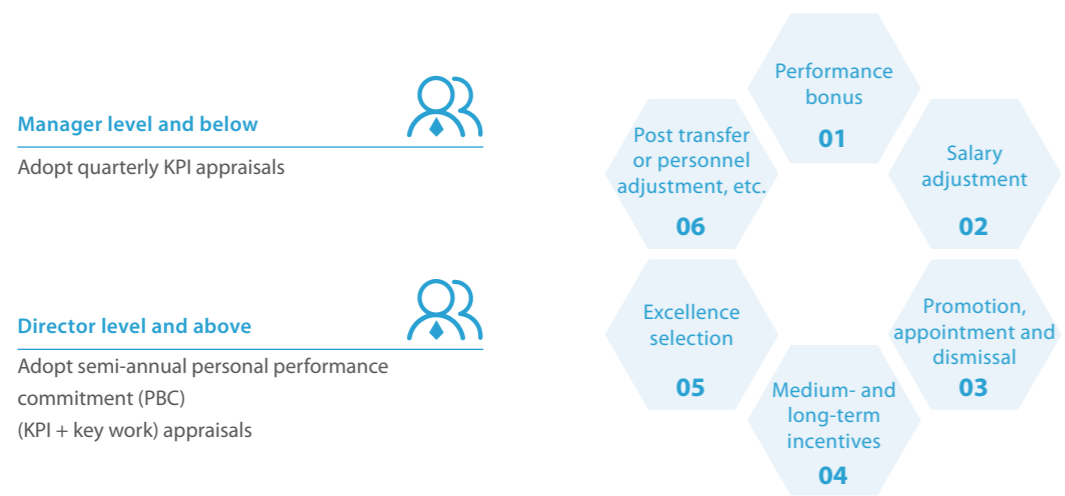 Manager level and below
Adopt quarterly KPI appraisals
Director level and above
Adopt semi-annual personal performance
commitment (PBC)
(KPI + key work) appraisals
Performance
bonus
01
Salary
adjustment
02
Promotion,
appointment and
dismissal
03
Medium- and
long-term
incentives
04
Excellence
selection
05
Post transfer
or personnel
adjustment, etc.
06